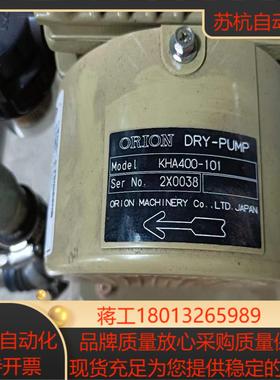 苏杭自动
ORION DRY-PUMP
Model KHA400-101
Ser No. 2X0038
ORION MACHINERY Co.,LTD.JAPAN
蒋工18013265989
自动化 品牌质量放心采购质量保
开票 现货充足为您提供稳定的